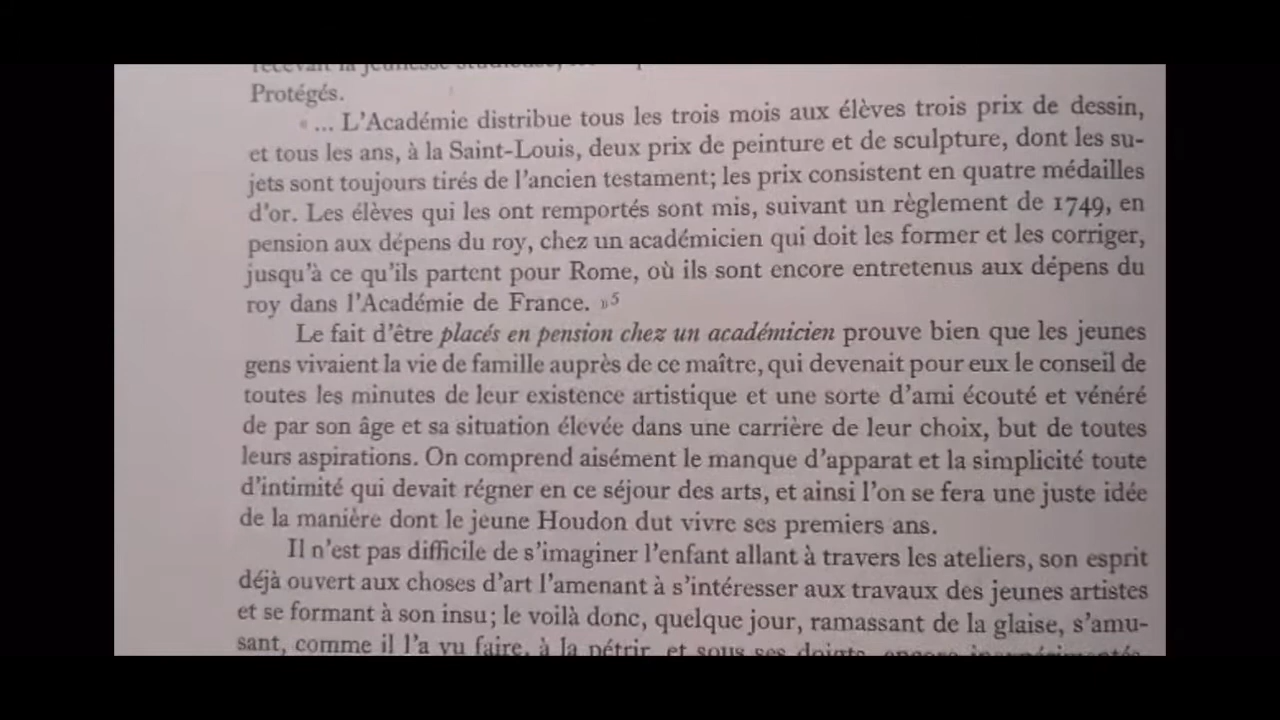 recevait la jeunesse studieuse,
Protégés.
« ... L'Académie distribue tous les trois mois aux élèves trois prix de dessin,
et tous les ans, à la Saint-Louis, deux prix de peinture et de sculpture, dont les su-
jets sont toujours tirés de l'ancien testament; les prix consistent en quatre médailles
d'or. Les élèves qui les ont remportés sont mis, suivant un règlement de 1749, en
pension aux dépens du roy, chez un académicien qui doit les former et les corriger,
jusqu'à ce qu'ils partent pour Rome, où ils sont encore entretenus aux dépens du
roy dans l'Académie de France. »5
Le fait d'être placés en pension chez un académicien prouve bien que les jeunes
gens vivaient la vie de famille auprès de ce maître, qui devenait pour eux le conseil de
toutes les minutes de leur existence artistique et une sorte d'ami écouté et vénéré
de par son âge et sa situation élevée dans une carrière de leur choix, but de toutes
leurs aspirations. On comprend aisément le manque d'apparat et la simplicité toute
d'intimité qui devait régner en ce séjour des arts, et ainsi l'on se fera une juste idée
de la manière dont le jeune Houdon dut vivre ses premiers ans.
Il n'est pas difficile de s'imaginer l'enfant allant à travers les ateliers, son esprit
déjà ouvert aux choses d'art l'amenant à s'intéresser aux travaux des jeunes artistes
et se formant à son insu; le voilà donc, quelque jour, ramassant de la glaise, s'amu-
sant, comme il l'a vu faire, à la pétrir, et sous ses doigts, encore inexpérimentés,